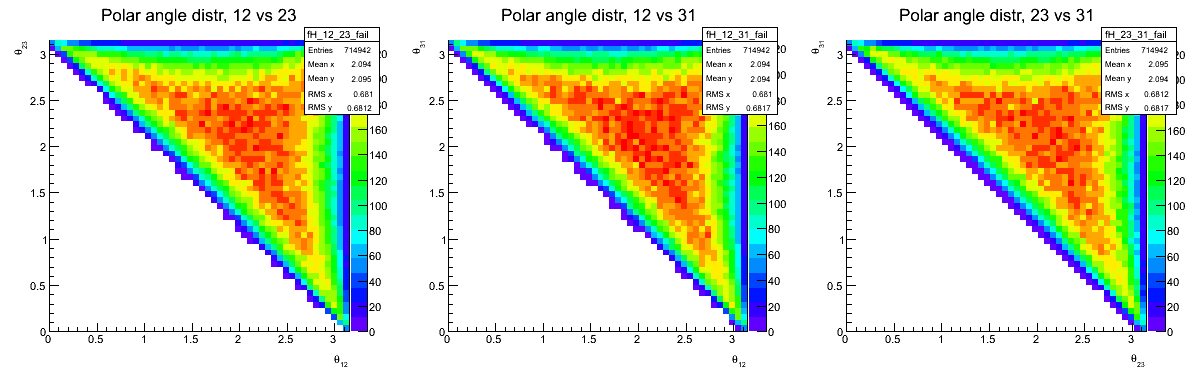 Polar angle distr, 12 vs 23
θ23
fH_12_23_fail
Entries 714942
Mean x 2.094
Mean y 2.095
RMS x 0.681
RMS y 0.6812
3
2.5
2
1.5
1
0.5
0
0 0.5 1 1.5 2 2.5 3
θ12
160
140
120
100
80
60
40
20
0
Polar angle distr, 12 vs 31
θ31
fH_12_31_fail
Entries 714942
Mean x 2.094
Mean y 2.094
RMS x 0.681
RMS y 0.6817
3
2.5
2
1.5
1
0.5
0
0 0.5 1 1.5 2 2.5 3
θ12
160
140
120
100
80
60
40
20
0
Polar angle distr, 23 vs 31
θ31
fH_23_31_fail
Entries 714942
Mean x 2.095
Mean y 2.094
RMS x 0.6812
RMS y 0.6817
3
2.5
2
1.5
1
0.5
0
0 0.5 1 1.5 2 2.5 3
θ23
160
140
120
100
80
60
40
20
0